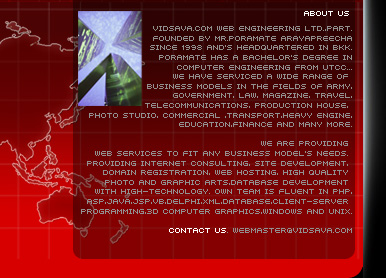 ABOUT US
VIDSAVA.COM WEB ENGINEERING LTD.,PART.
FOUNDED BY MR.PORAMATE ARAYAPREECHA
SINCE 1998 AND'S HEADQUARTERED IN BKK.
PORAMATE HAS A BACHELOR'S DEGREE IN
COMPUTER ENGINEERING FROM UTCC...
WE HAVE SERVICED A WIDE RANGE OF
BUSINESS MODELS IN THE FIELDS OF ARMY,
GOVERNMENT, LAW, MAGAZINE, TRAVEL,
TELECOMMUNICATIONS, PRODUCTION HOUSE,
PHOTO STUDIO, COMMERCIAL ,TRANSPORT,HEAVY ENGINE,
EDUCATION,FINANCE AND MANY MORE.
WE ARE PROVIDING
WEB SERVICES TO FIT ANY BUSINESS MODEL'S NEEDS,
PROVIDING INTERNET CONSULTING, SITE DEVELOPMENT,
DOMAIN REGISTRATION, WEB HOSTING, HIGH QUALITY
PHOTO AND GRAPHIC ARTS,DATABASE DEVELOPMENT
WITH HIGH-TECHNOLOGY. OWN TEAM IS FLUENT IN PHP,
ASP,JAVA,JSP,VB,DELPHI,XML,DATABASE,CLIENT-SERVER
PROGRAMMING,3D COMPUTER GRAPHICS,WINDOWS AND UNIX.
CONTACT US. WEBMASTER@VIDSAVA.COM